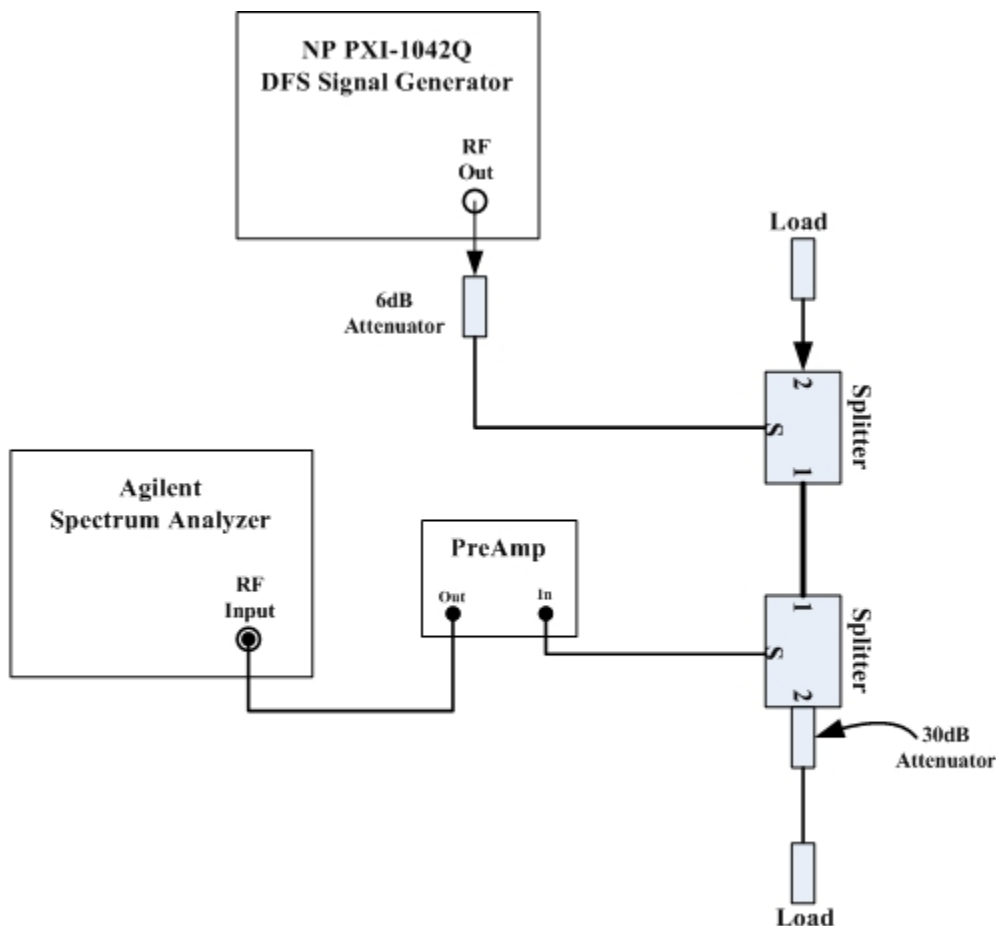 NP PXI-1042Q
DFS Signal Generator
RF
Out
Load
6dB
Attenuator
2
S
1
Splitter
Agilent
Spectrum Analyzer
RF
Input
PreAmp
Out
In
1
S
2
Splitter
30dB
Attenuator
Load